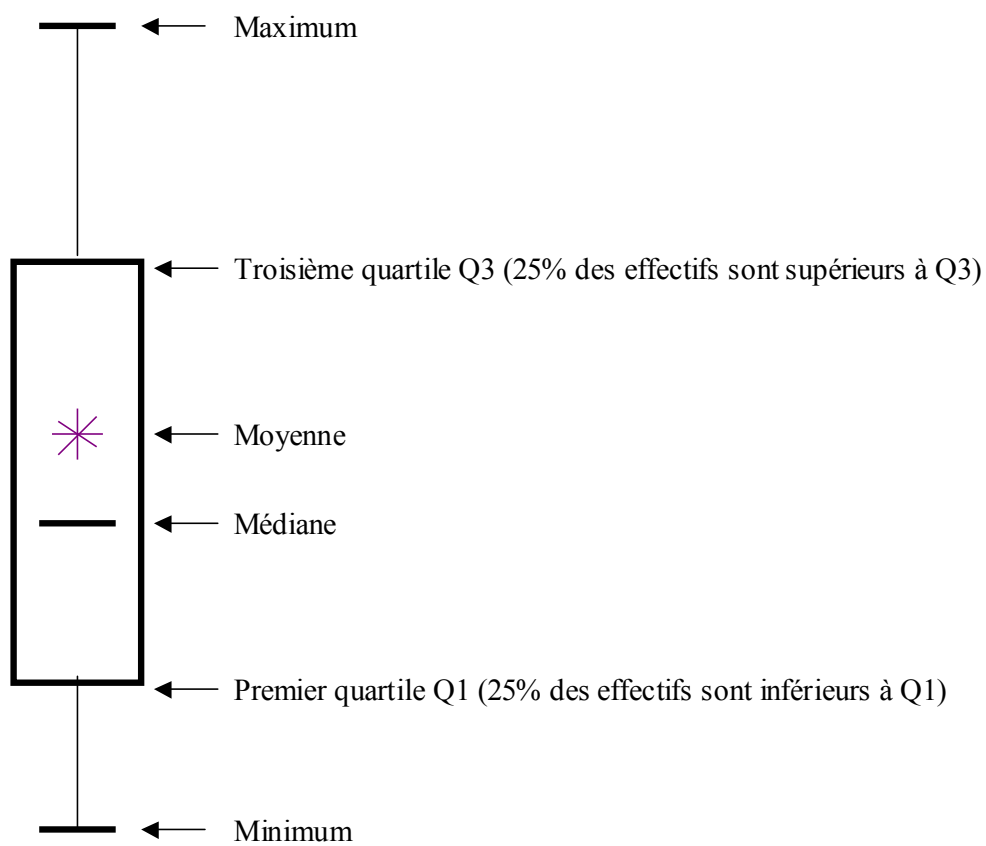 Maximum
Troisième quartile Q3 (25% des effectifs sont supérieurs à Q3)
Moyenne
Médiane
Premier quartile Q1 (25% des effectifs sont inférieurs à Q1)
Minimum